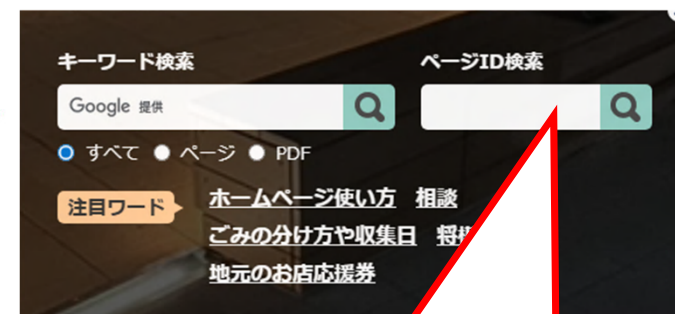 キーワード検索
ページID検索
Google 提供
すべて ページ PDF
注目ワード
ホームページ使い方 相談
ごみの分け方や収集日
地元のお店応援券